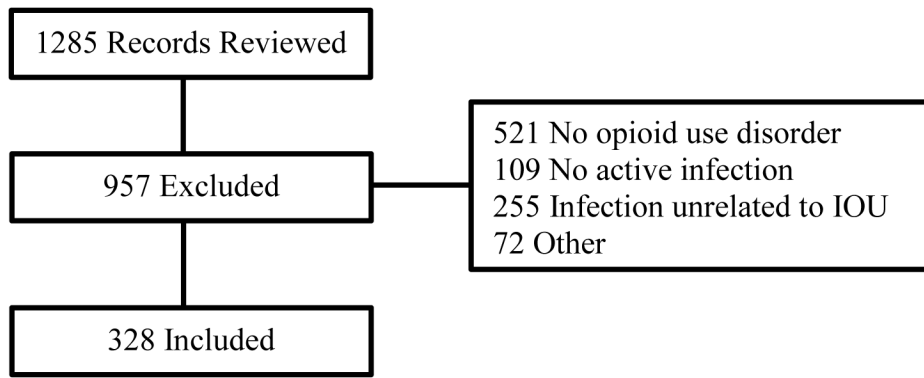 1285 Records Reviewed
957 Excluded
521 No opioid use disorder
109 No active infection
255 Infection unrelated to IOU
72 Other
328 Included